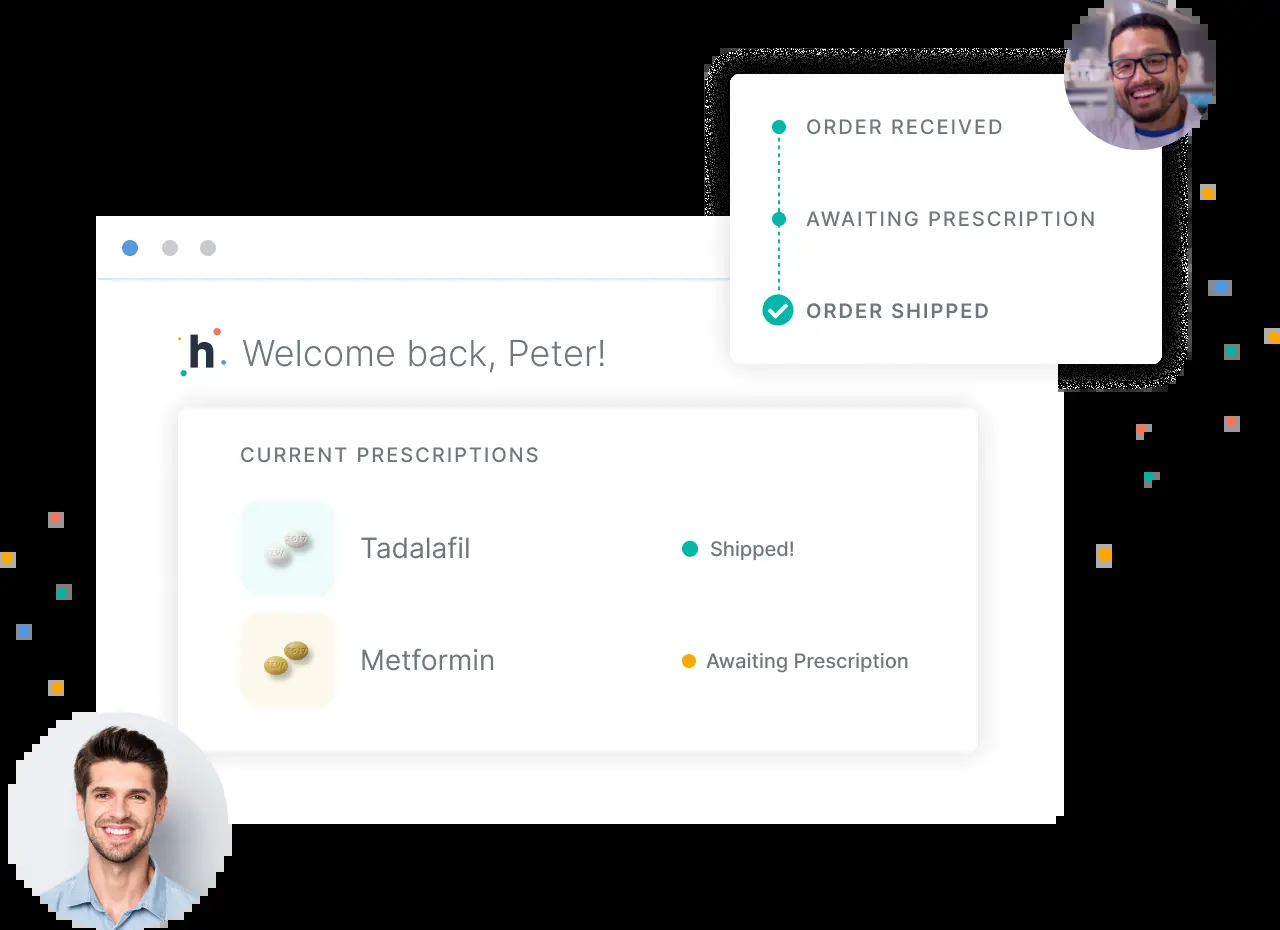 ORDER RECEIVED
AWAITING PRESCRIPTION
ORDER SHIPPED
h Welcome back, Peter!
CURRENT PRESCRIPTIONS
Tadalafil
Shipped!
Metformin
Awaiting Prescription